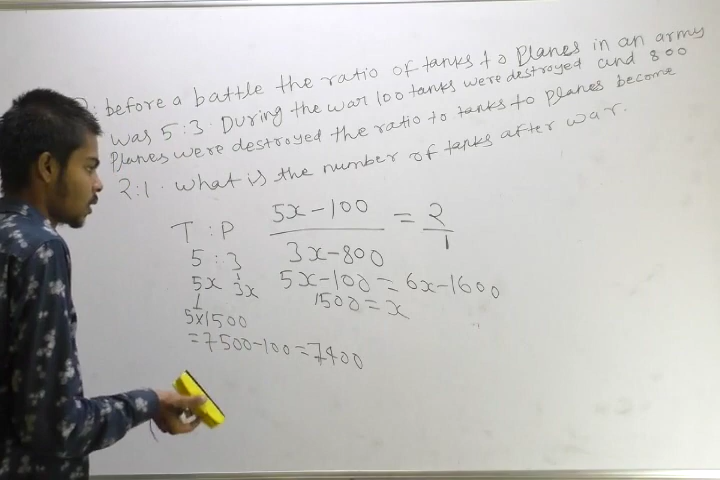 before a battle the ratio of tanks to planes in an army
was 5:3. During the war 100 tanks were destroyed and 800
Planes were destroyed the ratio to tanks to planes become
2:1. what is the number of tanks after war.
T : P
5x-100 / 3x-800 = 2/1
5 : 3
5x 3x
5x-100=6x-1600
1500=x
5x1500
=7500-100=7400